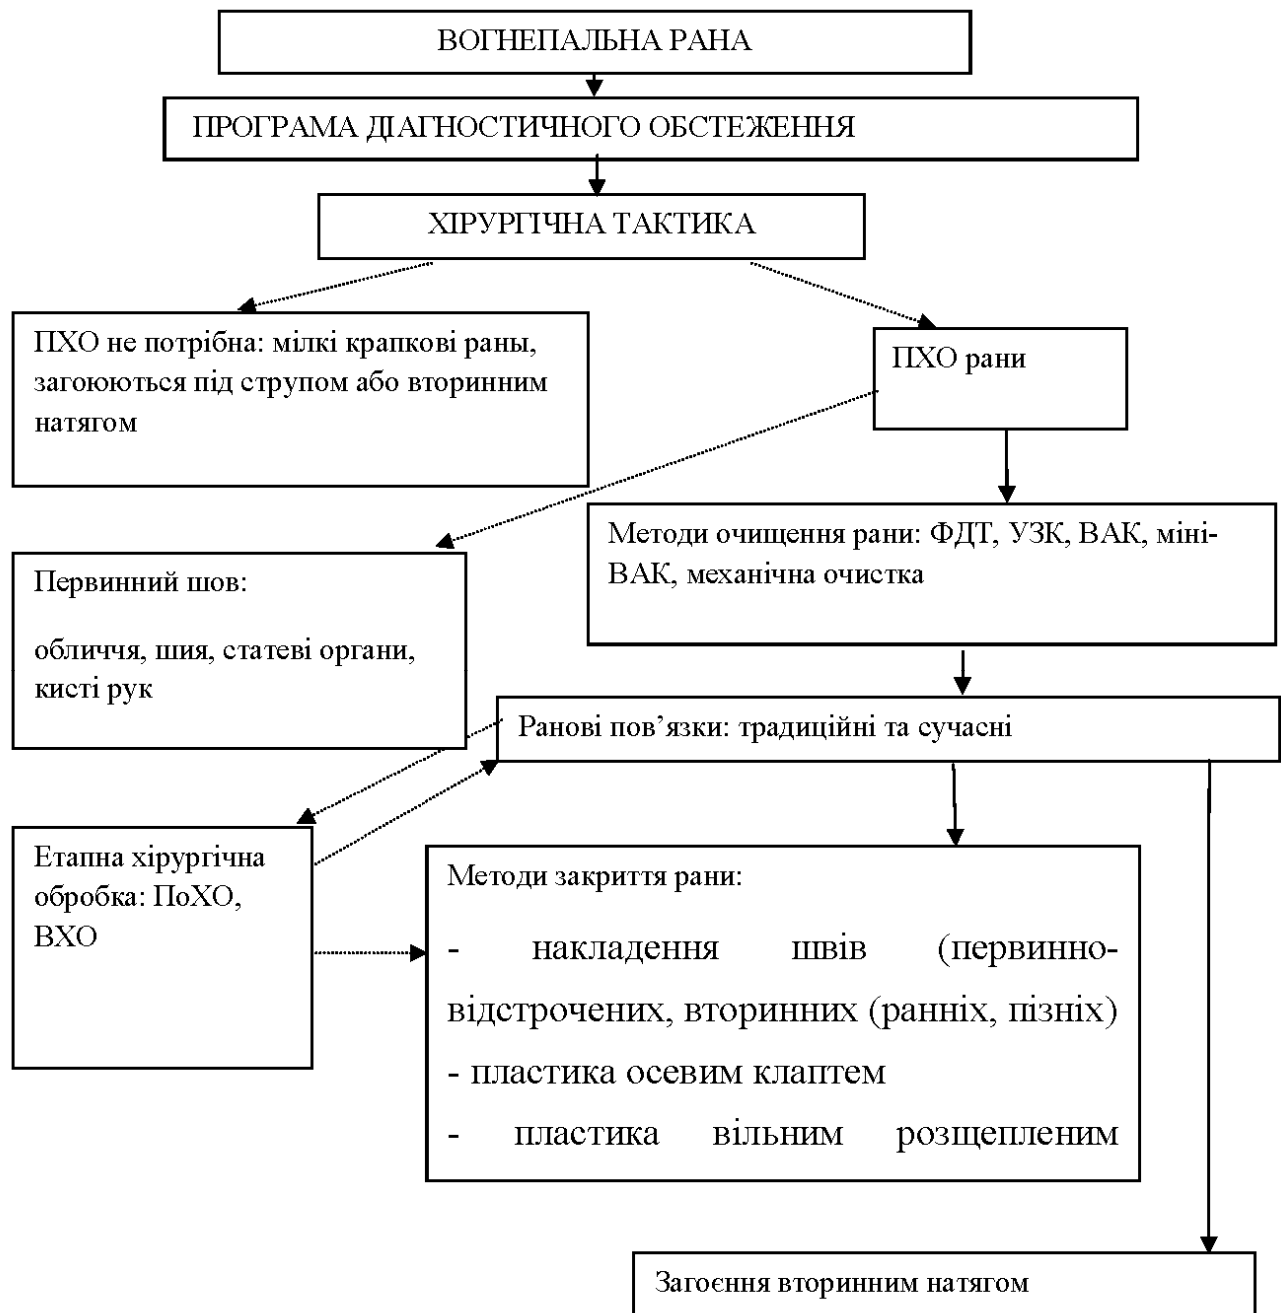 ВОГНЕПАЛЬНА РАНА
ПРОГРАМА ДІАГНОСТИЧНОГО ОБСТЕЖЕННЯ
ХІРУРГІЧНА ТАКТИКА
ПХО не потрібна: мілкі крапкові раны,
загоюються під струпом або вторинним
натягом
ПХО рани
Методи очищення рани: ФДТ, УЗК, ВАК, міні-
ВАК, механічна очистка
Первинний шов:
обличчя, шия, статеві органи,
кисті рук
Ранові пов’язки: традиційні та сучасні
Етапна хірургічна
обробка: ПоХО,
ВХО
Методи закриття рани:
- накладення швів (первинно-
відстрочених, вторинних (ранніх, пізніх)
- пластика осевим клаптем
- пластика вільним розщепленим
Загоєння вторинним натягом